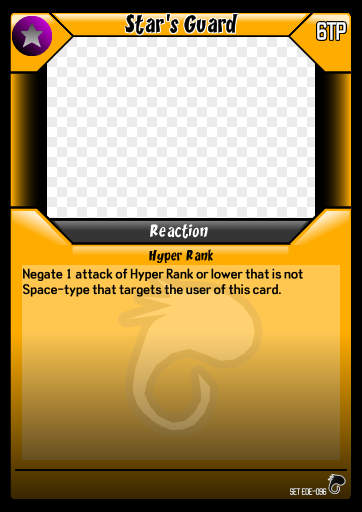 Star's Guard
6TP
Reaction
Hyper Rank
Negate 1 attack of Hyper Rank or lower that is not
Space-type that targets the user of this card.
SET EDE-096